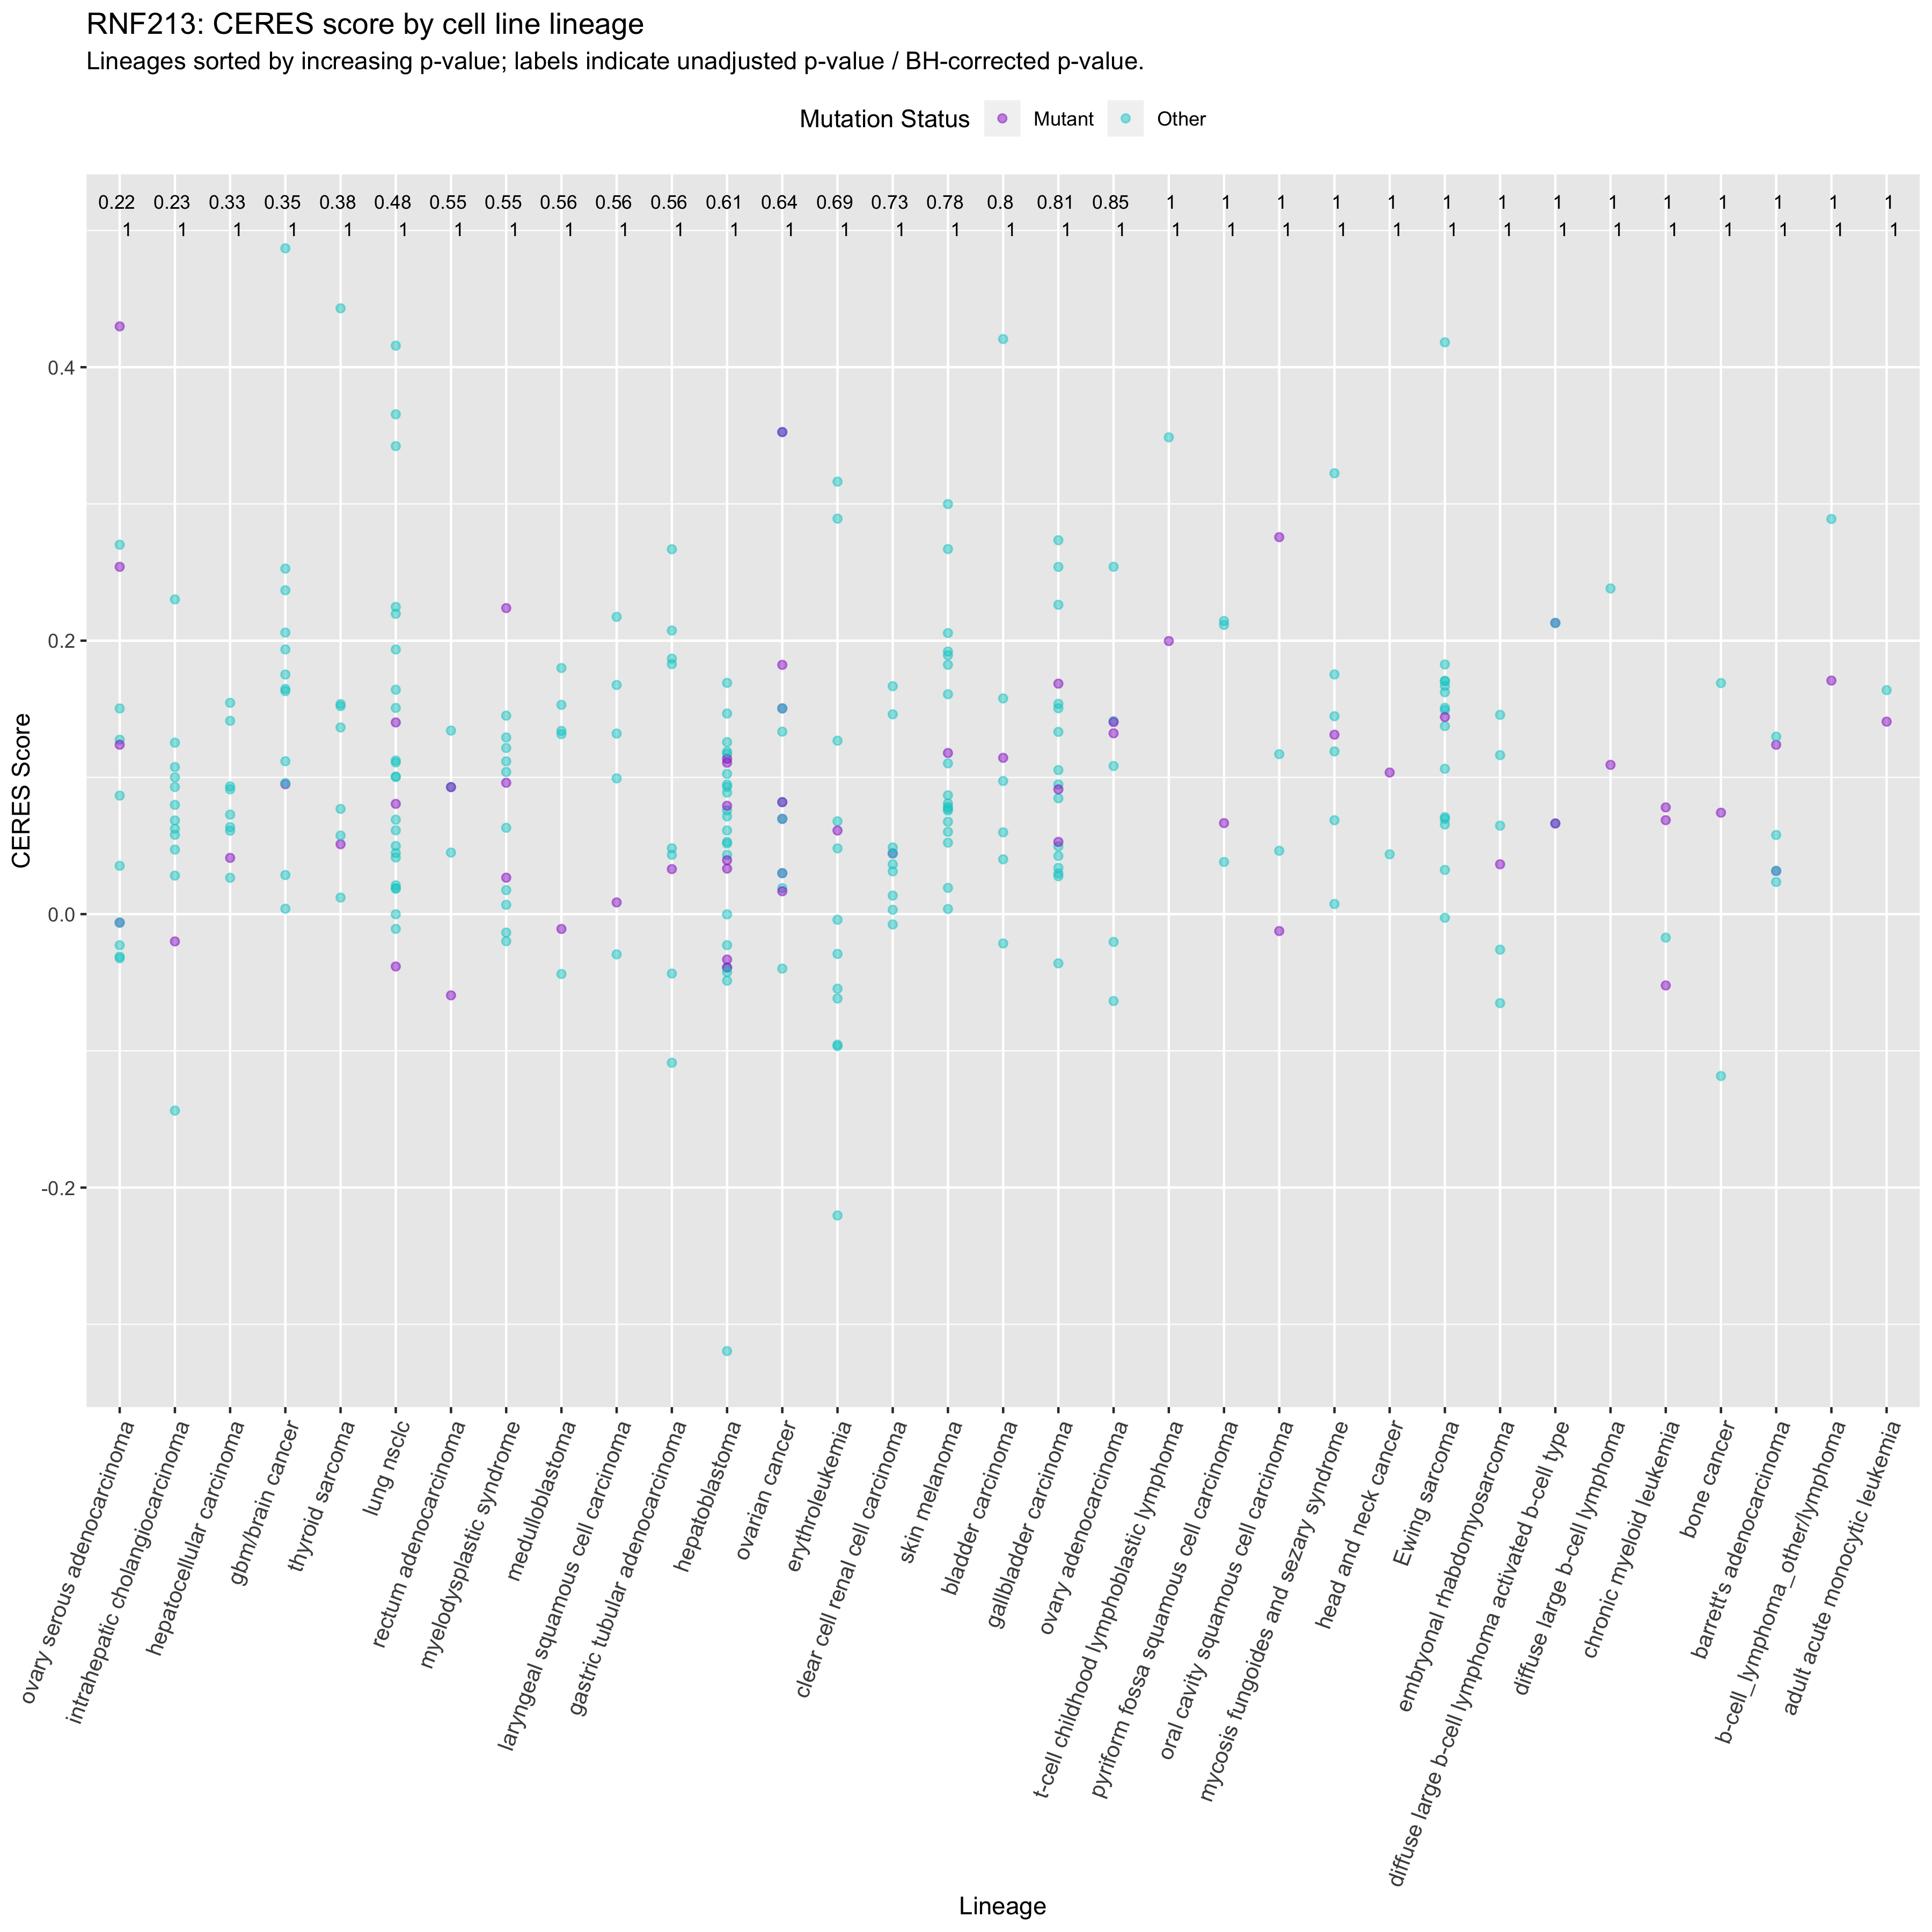 RNF213: CERES score by cell line lineage
Lineages sorted by increasing p-value; labels indicate unadjusted p-value / BH-corrected p-value.
Mutation Status Mutant Other
0.22 0.23 0.33 0.35 0.38 0.48 0.55 0.55 0.56 0.56 0.56 0.61 0.64 0.69 0.73 0.78 0.8 0.81 0.85 1 1 1 1 1 1 1 1 1 1 1 1 1 1
1 1 1 1 1 1 1 1 1 1 1 1 1 1 1 1 1 1 1 1 1 1 1 1 1 1 1 1 1 1 1 1 1
0.4
0.2
0.0
-0.2
CERES Score
ovary serous adenocarcinoma
intrahepatic cholangiocarcinoma
hepatocellular carcinoma
gbm/brain cancer
thyroid sarcoma
lung nsclc
rectum adenocarcinoma
myelodysplastic syndrome
medulloblastoma
laryngeal squamous cell carcinoma
gastric tubular adenocarcinoma
hepatoblastoma
ovarian cancer
erythroleukemia
clear cell renal cell carcinoma
skin melanoma
bladder carcinoma
gallbladder carcinoma
ovary adenocarcinoma
t-cell childhood lymphoblastic lymphoma
pyriform fossa squamous cell carcinoma
oral cavity squamous cell carcinoma
mycosis fungoides and sezary syndrome
head and neck cancer
Ewing sarcoma
embryonal rhabdomyosarcoma
diffuse large b-cell lymphoma activated b-cell type
diffuse large b-cell lymphoma
chronic myeloid leukemia
bone cancer
barrett's adenocarcinoma
b-cell_lymphoma_other/lymphoma
adult acute monocytic leukemia
Lineage